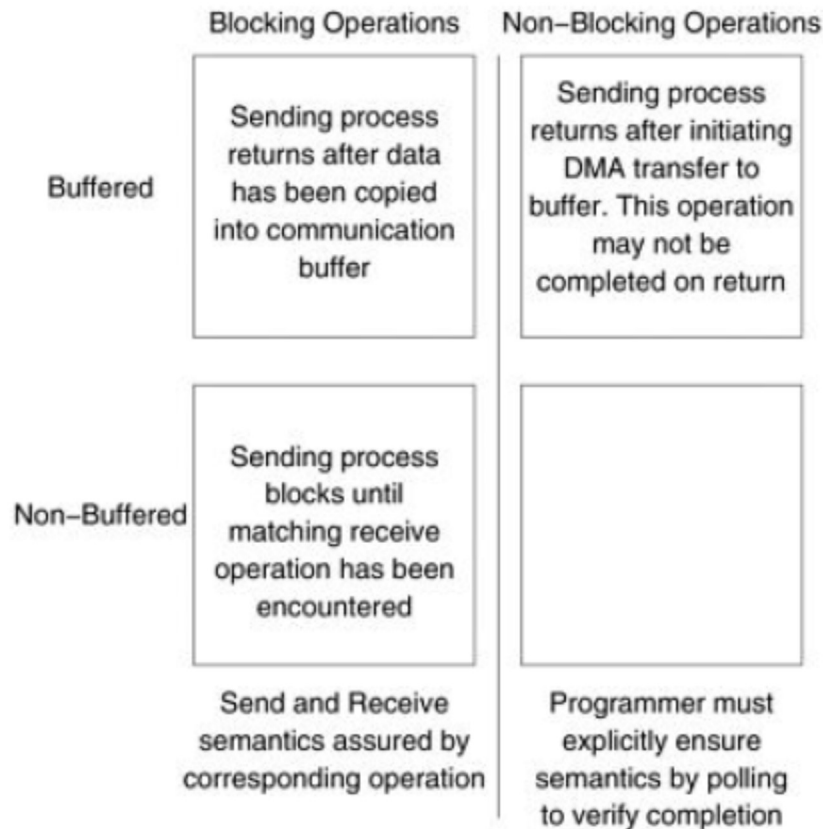 Blocking Operations
Non–Blocking Operations
Buffered
Sending process
returns after data
has been copied
into communication
buffer
Sending process
returns after initiating
DMA transfer to
buffer. This operation
may not be
completed on return
Non–Buffered
Sending process
blocks until
matching receive
operation has been
encountered
Send and Receive
semantics assured by
corresponding operation
Programmer must
explicitly ensure
semantics by polling
to verify completion